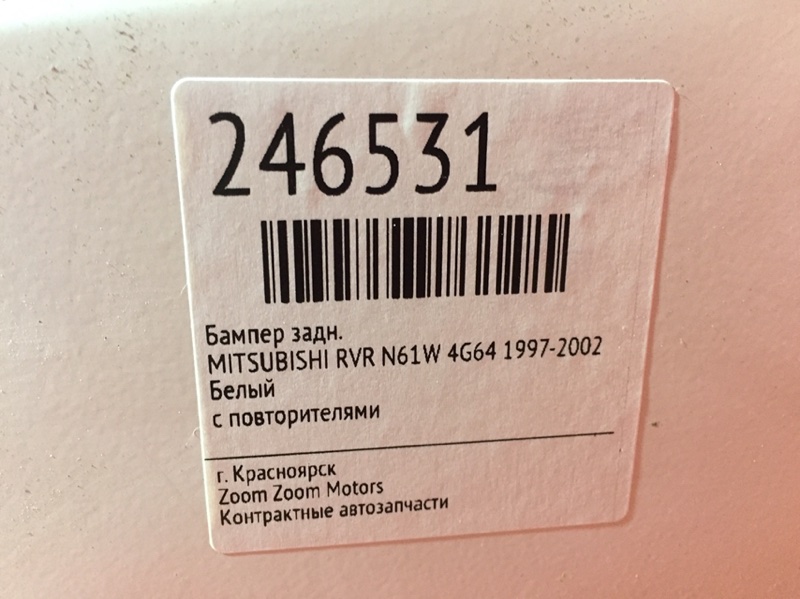 246531
Бампер задн.
MITSUBISHI RVR N61W 4G64 1997-2002
Белый
с повторителями
г. Красноярск
Zoom Zoom Motors
Контрактные автозапчасти